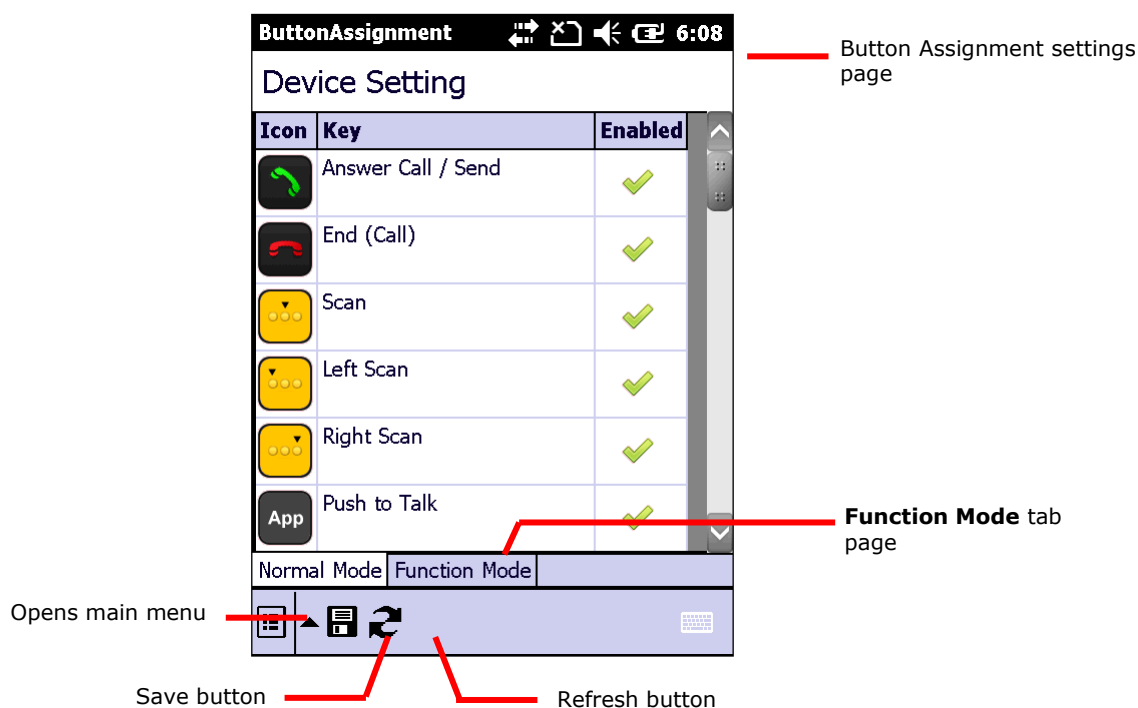 ButtonAssignment 6:08
Button Assignment settings
page
Device Setting
Icon Key Enabled
Answer Call / Send
End (Call)
Scan
Left Scan
Right Scan
App Push to Talk
Function Mode tab
page
Normal Mode Function Mode
Opens main menu
Save button
Refresh button